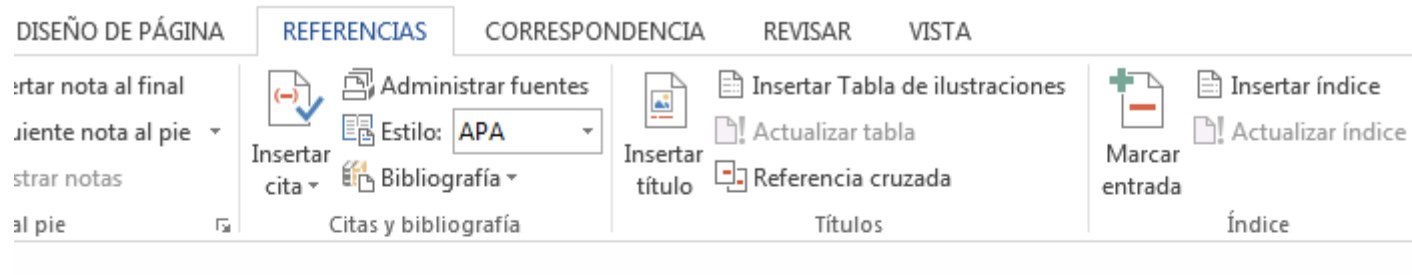 DISEÑO DE PÁGINA REFERENCIAS CORRESPONDENCIA REVISAR VISTA
ertar nota al final
uiente nota al pie
strar notas
al pie
Insertar
cita
Administrar fuentes
Estilo: APA
Bibliografía
Citas y bibliografía
Insertar
título
Insertar Tabla de ilustraciones
Actualizar tabla
Referencia cruzada
Títulos
Marcar
entrada
Insertar índice
Actualizar índice
Índice